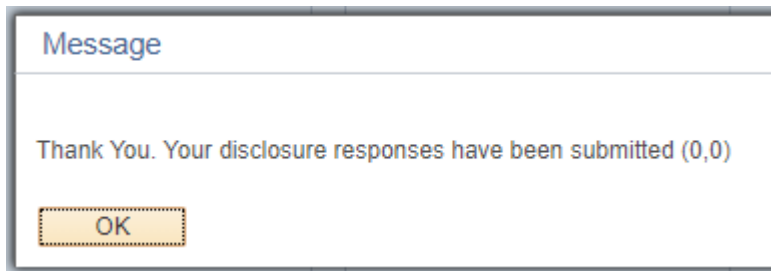 Message
Thank You. Your disclosure responses have been submitted (0,0)
OK